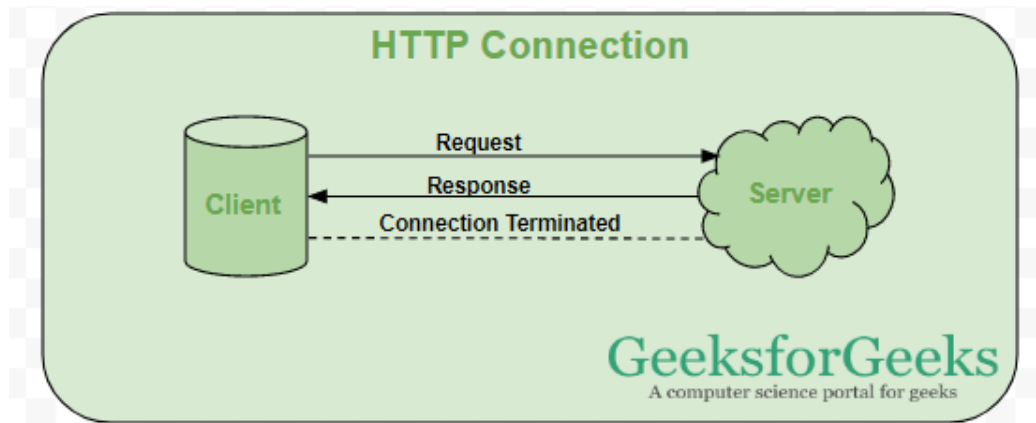 HTTP Connection
Request
Response
Client
Server
Connection Terminated
GeeksforGeeks
A computer science portal for geeks